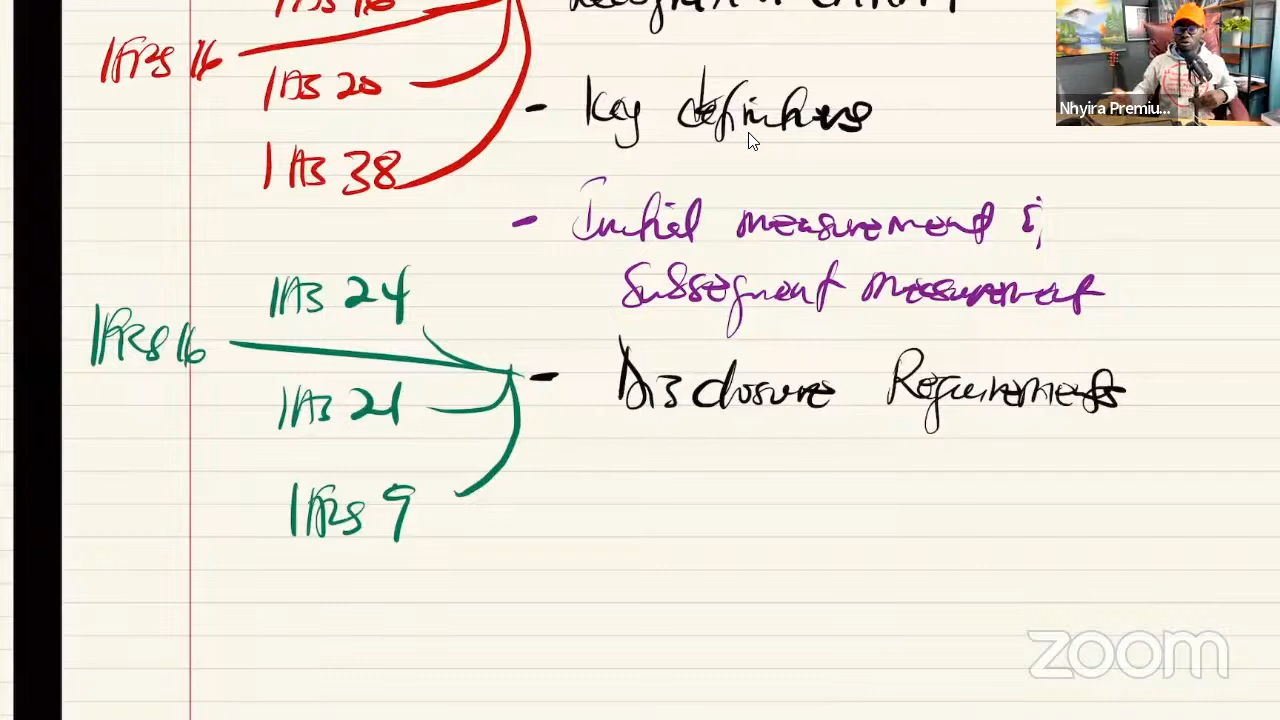 IFRS 16
IAS 20
IAS 38
- Key definitions
- Initial measurement &
subsequent measurement
IAS 24
IFRS 16
IAS 21
IFRS 9
- Disclosure Requirements
Nhyira Premiu...
zoom